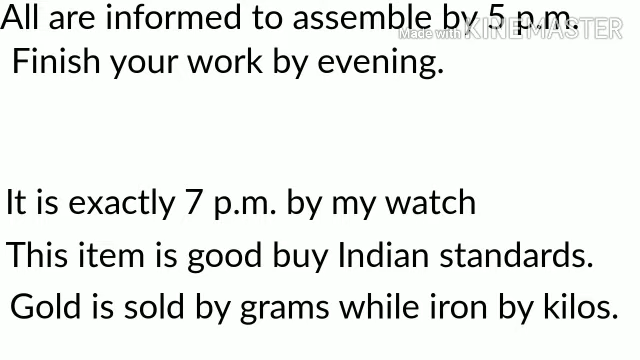 All are informed to assemble by 5 p.m.
Made with KINEMASTER
Finish your work by evening.
It is exactly 7 p.m. by my watch
This item is good buy Indian standards.
Gold is sold by grams while iron by kilos.